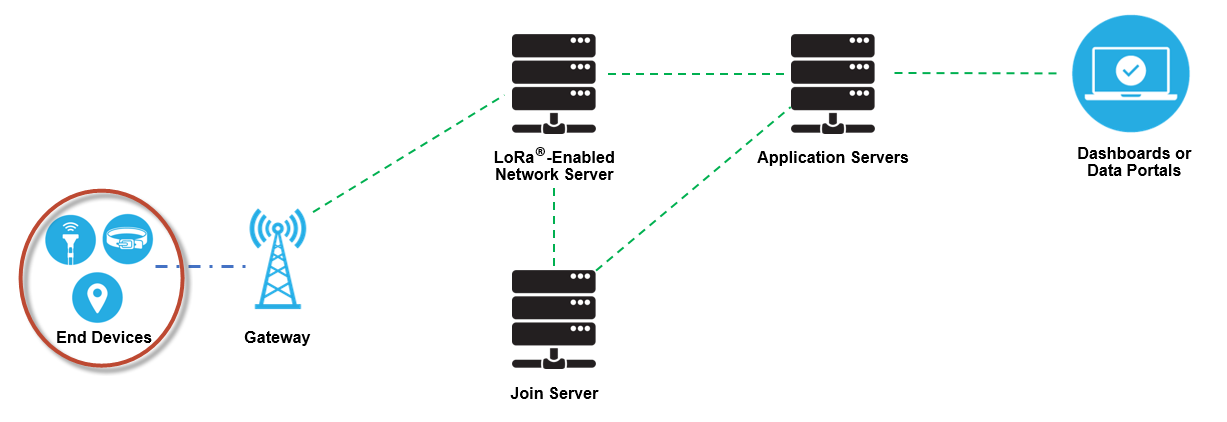 LoRa®-Enabled
Network Server
Application Servers
Dashboards or
Data Portals
End Devices
Gateway
Join Server